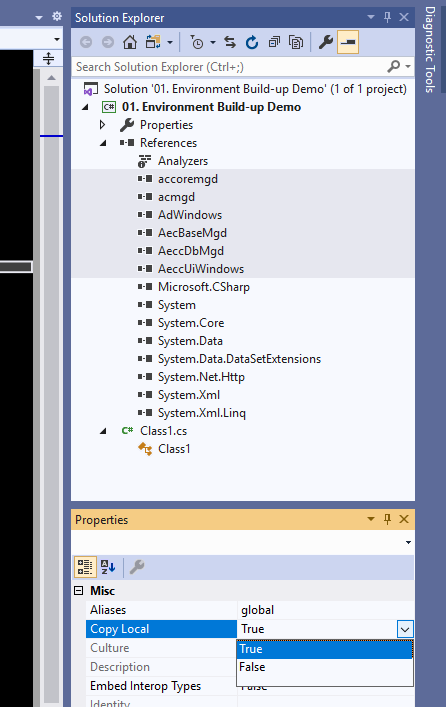 Solution Explorer
Diagnostic Tools
Search Solution Explorer (Ctrl+;)
Solution '01. Environment Build-up Demo' (1 of 1 project)
C# 01. Environment Build-up Demo
Properties
References
Analyzers
accoremgd
acmgd
AdWindows
AecBaseMgd
AeccDbMgd
AeccUiWindows
Microsoft.CSharp
System
System.Core
System.Data
System.Data.DataSetExtensions
System.Net.Http
System.Xml
System.Xml.Linq
C# Class1.cs
Class1
Properties
Misc
Aliases global
Copy Local True
Culture True
Description False
Embed Interop Types False
Identity